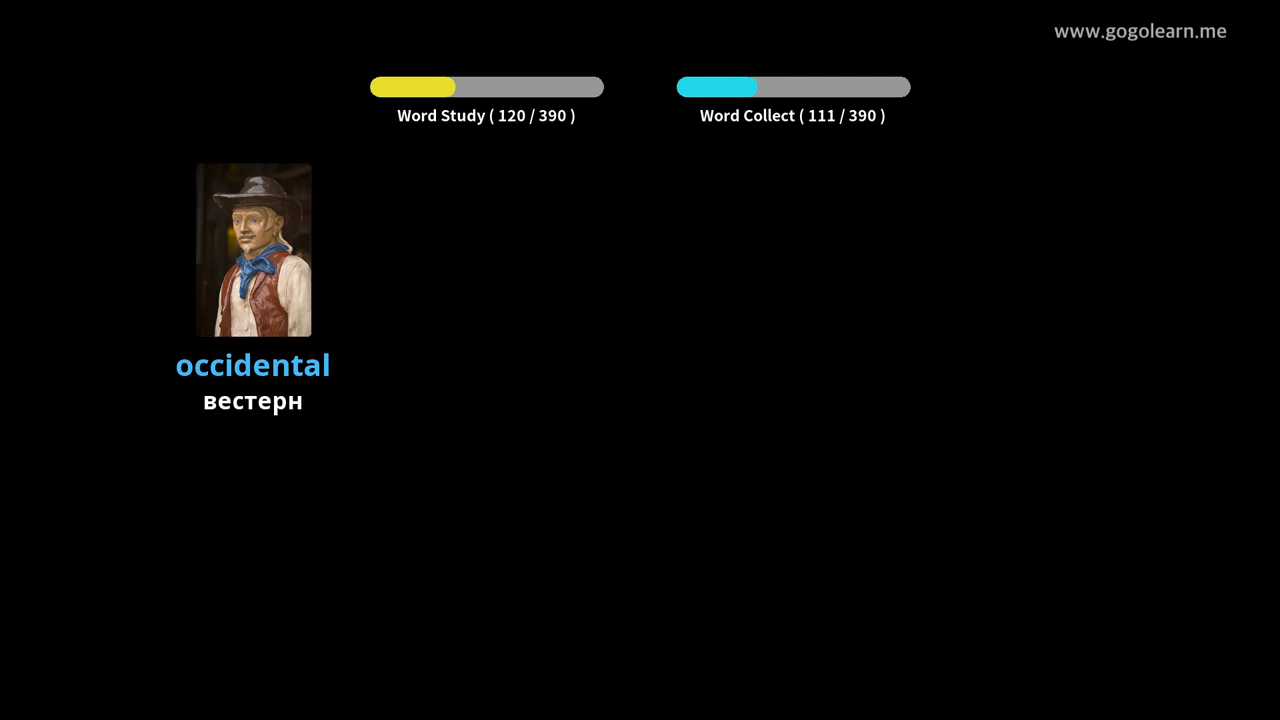 www.gogolearn.me
Word Study ( 120 / 390 )
Word Collect ( 111 / 390 )
occidental
вестерн